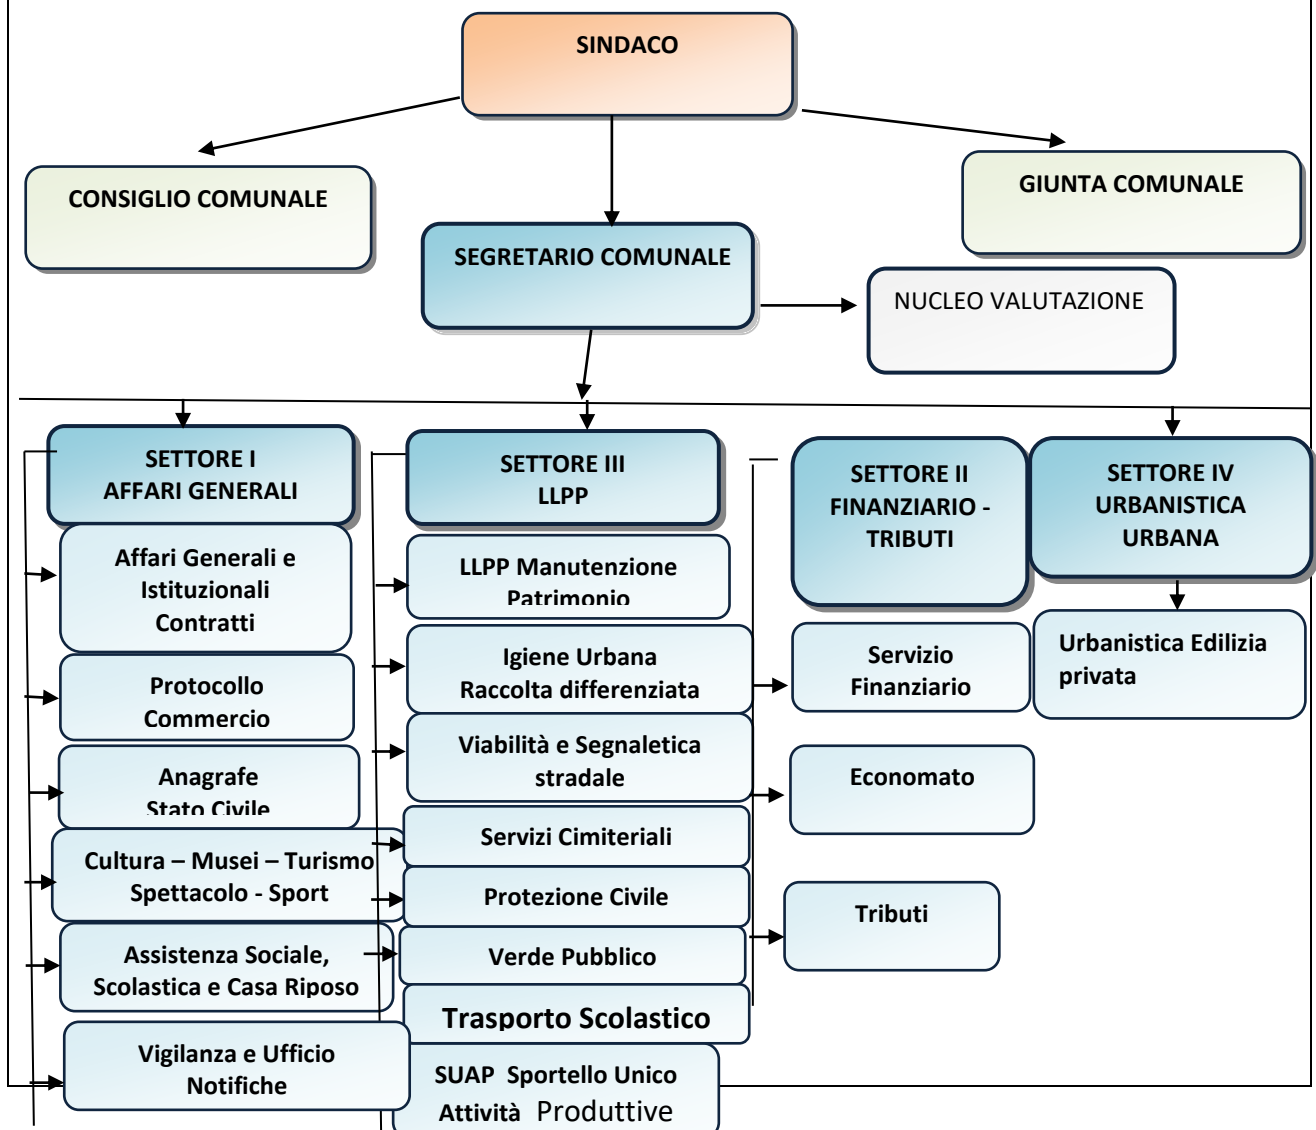 SINDACO
CONSIGLIO COMUNALE
GIUNTA COMUNALE
SEGRETARIO COMUNALE
NUCLEO VALUTAZIONE
SETTORE I
AFFARI GENERALI
Affari Generali e
Istituzionali
Contratti
Protocollo
Commercio
Anagrafe
Stato Civile
Cultura – Musei – Turismo
Spettacolo - Sport
Assistenza Sociale,
Scolastica e Casa Riposo
Vigilanza e Ufficio
Notifiche
SETTORE III
LLPP
LLPP Manutenzione
Patrimonio
Igiene Urbana
Raccolta differenziata
Viabilità e Segnaletica
stradale
Servizi Cimiteriali
Protezione Civile
Verde Pubblico
Trasporto Scolastico
SUAP Sportello Unico
Attività Produttive
SETTORE II
FINANZIARIO -
TRIBUTI
Servizio
Finanziario
Economato
Tributi
SETTORE IV
URBANISTICA
URBANA
Urbanistica Edilizia
privata